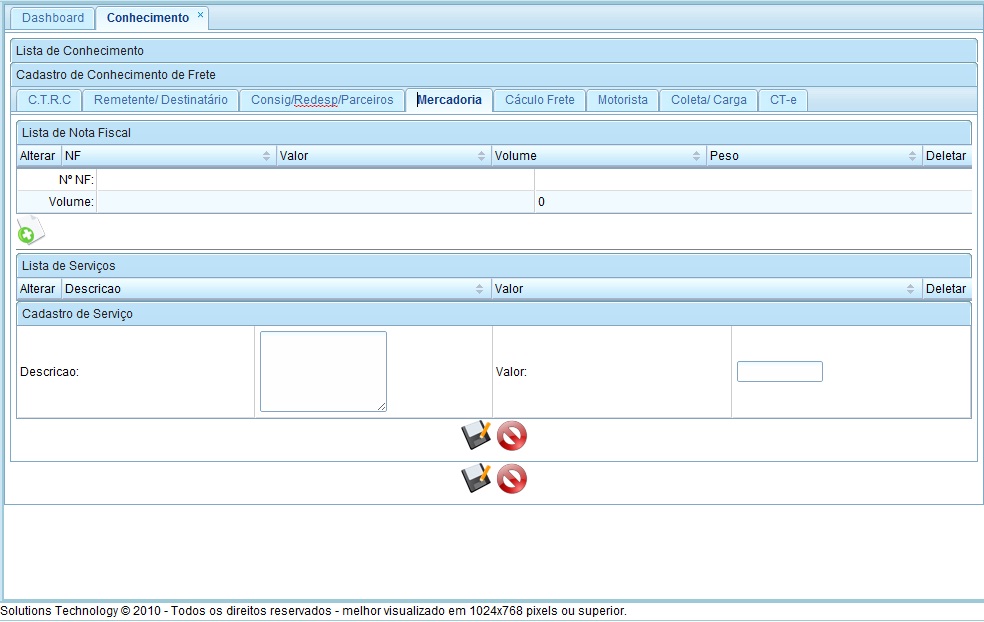 Dashboard Conhecimento ×
Lista de Conhecimento
Cadastro de Conhecimento de Frete
C.T.R.C Remetente/ Destinatário Consig/Redesp/Parceiros Mercadoria Cáculo Frete Motorista Coleta/ Carga CT-e
Lista de Nota Fiscal
Alterar NF Valor Volume Peso Deletar
Nº NF:
Volume: 0
Lista de Serviços
Alterar Descricao Valor Deletar
Cadastro de Serviço
Descricao: Valor:
Solutions Technology © 2010 - Todos os direitos reservados - melhor visualizado em 1024x768 pixels ou superior.